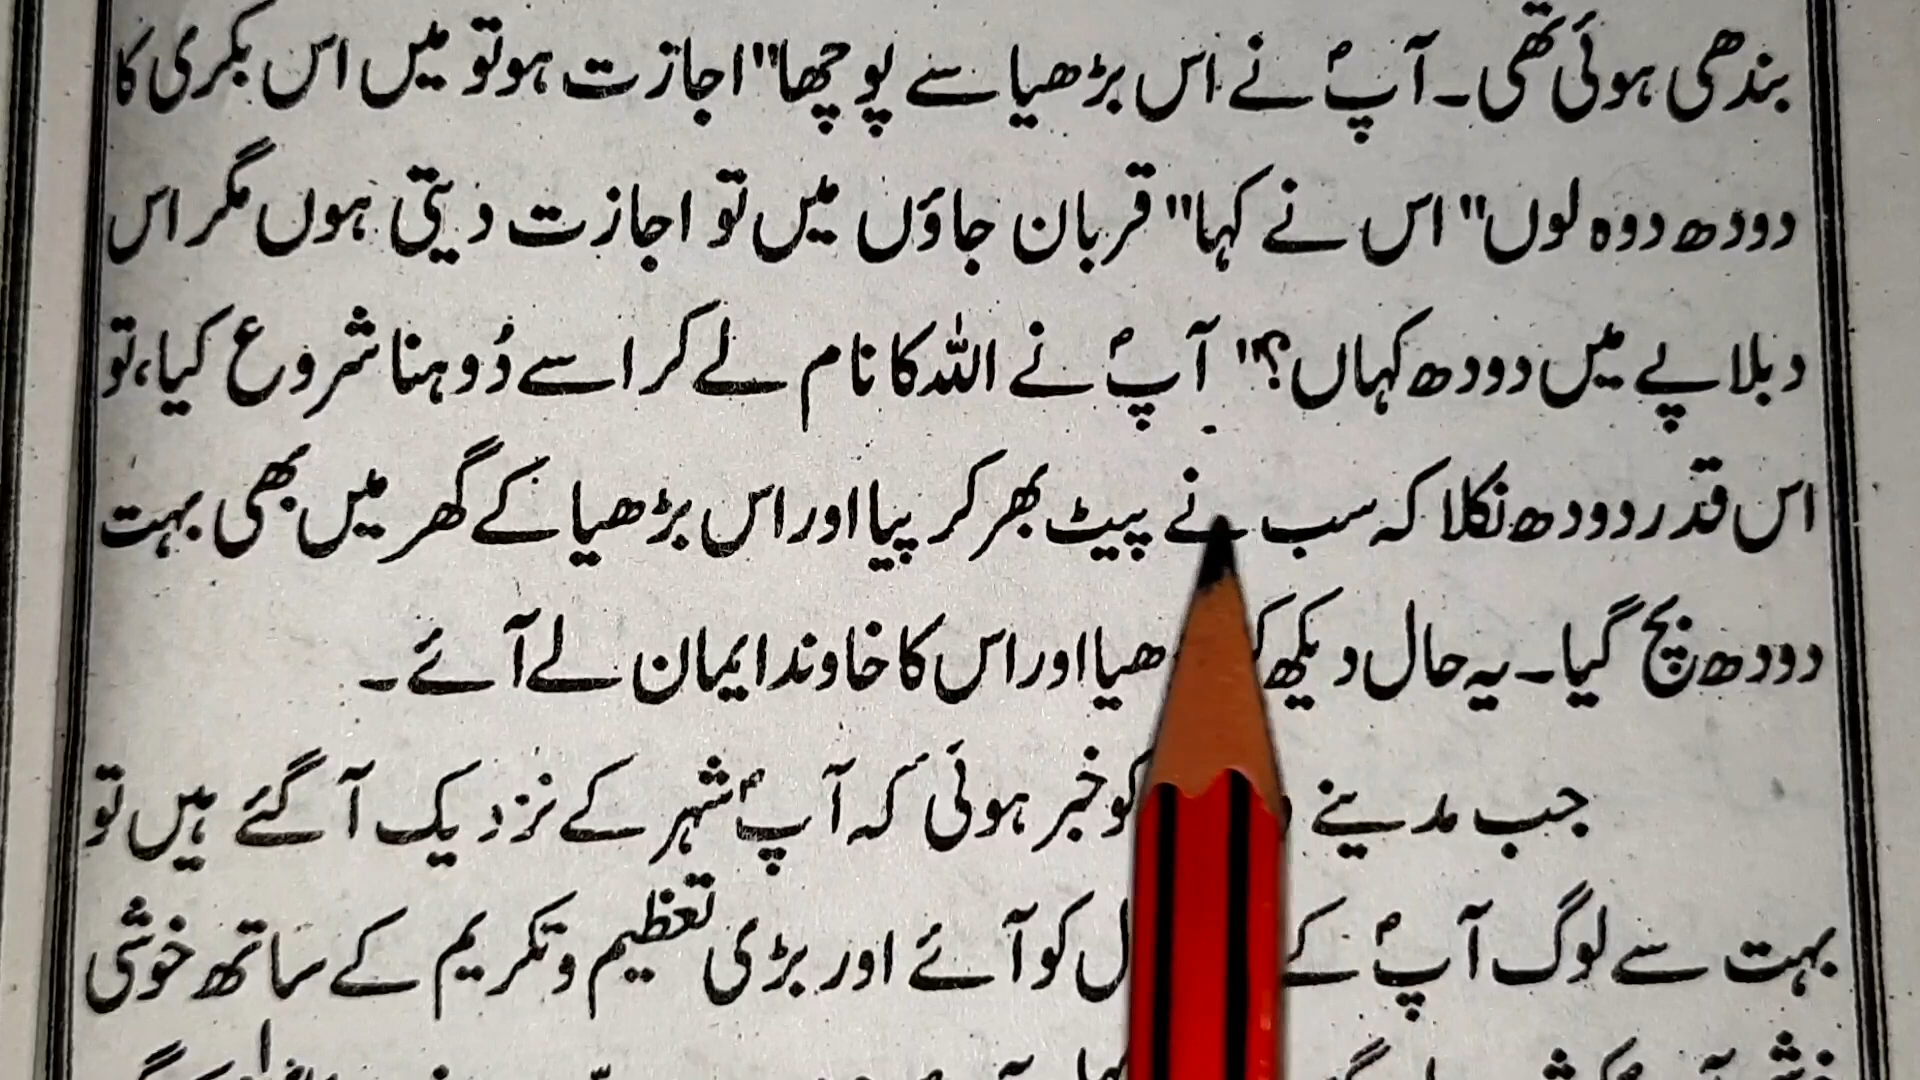 بندھی ہوئی تھی۔ آپؐ نے اس بڑھیا سے پوچھا "اجازت ہو تو میں اس بکری کا
دودھ دوہ لوں" اس نے کہا "قربان جاؤں میں تو اجازت دیتی ہوں مگر اس
دبلاپے میں دودھ کہاں؟" آپؐ نے اللہ کا نام لے کر اسے دُوہنا شروع کیا، تو
اس قدر دودھ نکلا کہ سب نے پیٹ بھر کر پیا اور اس بڑھیا کے گھر میں بھی بہت
دودھ بچ گیا۔ یہ حال دیکھ کر ھیا اور اس کا خاوند ایمان لے آئے۔
جب مدینے کو خبر ہوئی کہ آپؐ شہر کے نزدیک آ گئے ہیں تو
بہت سے لوگ آپؐ کے کو آئے اور بڑی تعظیم و تکریم کے ساتھ خوشی